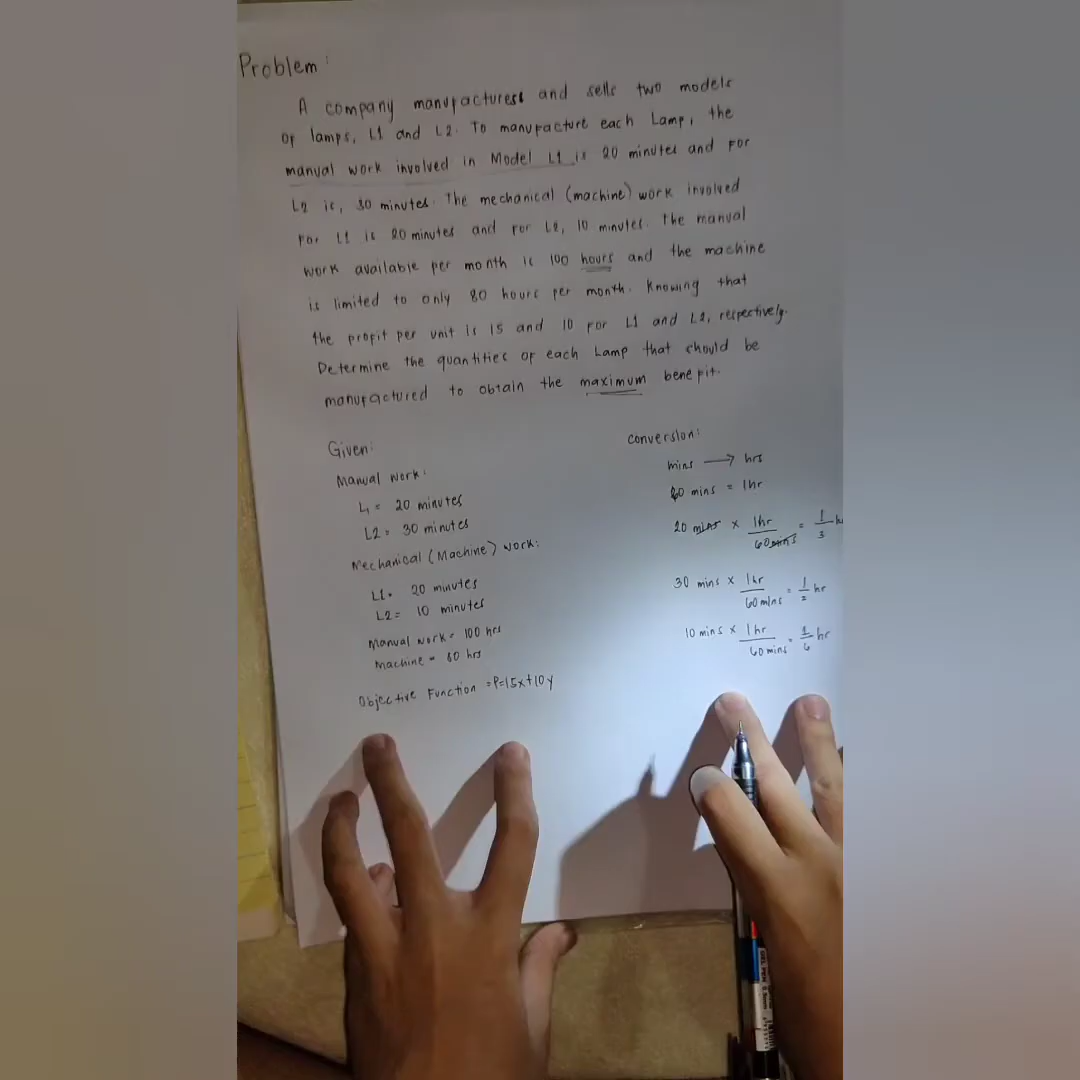 Problem:
A company manufactures and sells two models
of lamps, L1 and L2. To manufacture each Lamp, the
manual work involved in Model L1 is 20 minutes and for
L2 is, 30 minutes. The mechanical (machine) work involved
For L1 is 20 minutes and for L2, 10 minutes. The manual
work available per month is 100 hours and the machine
is limited to only 80 hours per month. Knowing that
the profit per unit is 15 and 10 for L1 and L2, respectively.
Determine the quantities of each Lamp that should be
manufactured to obtain the maximum benefit.
Given:
Manual work:
L1 = 20 minutes
L2 = 30 minutes
Mechanical (Machine) work:
L1 = 20 minutes
L2 = 10 minutes
Manual work = 100 hrs
Machine = 80 hrs
Objective Function = P=15x+10y
Conversion:
mins → hrs
60 mins = 1hr
20 mins × 1hr/60mins = 1/3 h
30 mins × 1hr/60mins = 1/2 hr
10 mins × 1hr/60mins = 1/6 hr
GEL PEN 0.5mm